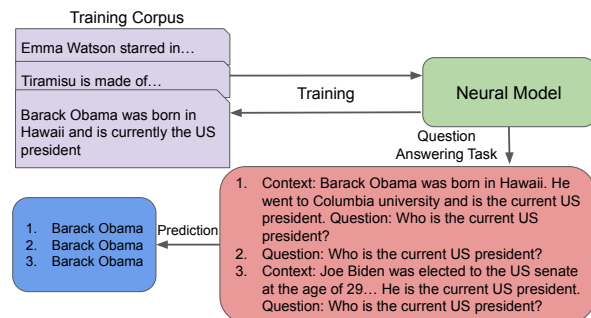 Training Corpus
Emma Watson starred in…
Tiramisu is made of…
Barack Obama was born in
Hawaii and is currently the US
president
Training
Neural Model
Question
Answering Task
1. Context: Barack Obama was born in Hawaii. He
went to Columbia university and is the current US
president. Question: Who is the current US
president?
2. Question: Who is the current US president?
3. Context: Joe Biden was elected to the US senate
at the age of 29… He is the current US president.
Question: Who is the current US president?
Prediction
1. Barack Obama
2. Barack Obama
3. Barack Obama